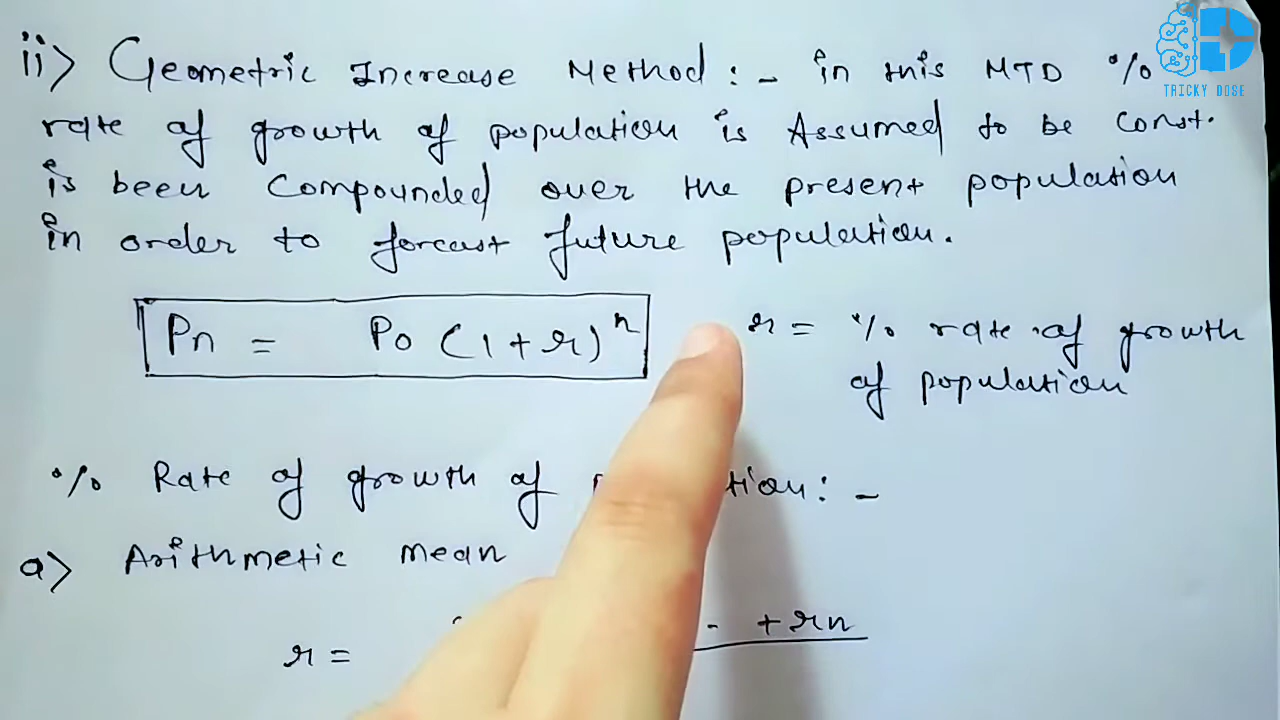 TRICKY DOSE
ii) Geometric Increase Method :- in this MTD %
rate of growth of population is Assumed to be const.
is been compounded over the present population
in order to forcast future population.
Pn = Po (1+r)^n
r = % rate of growth
of population
% Rate of growth of :-
a) Arithmetic mean
r =
- + rn